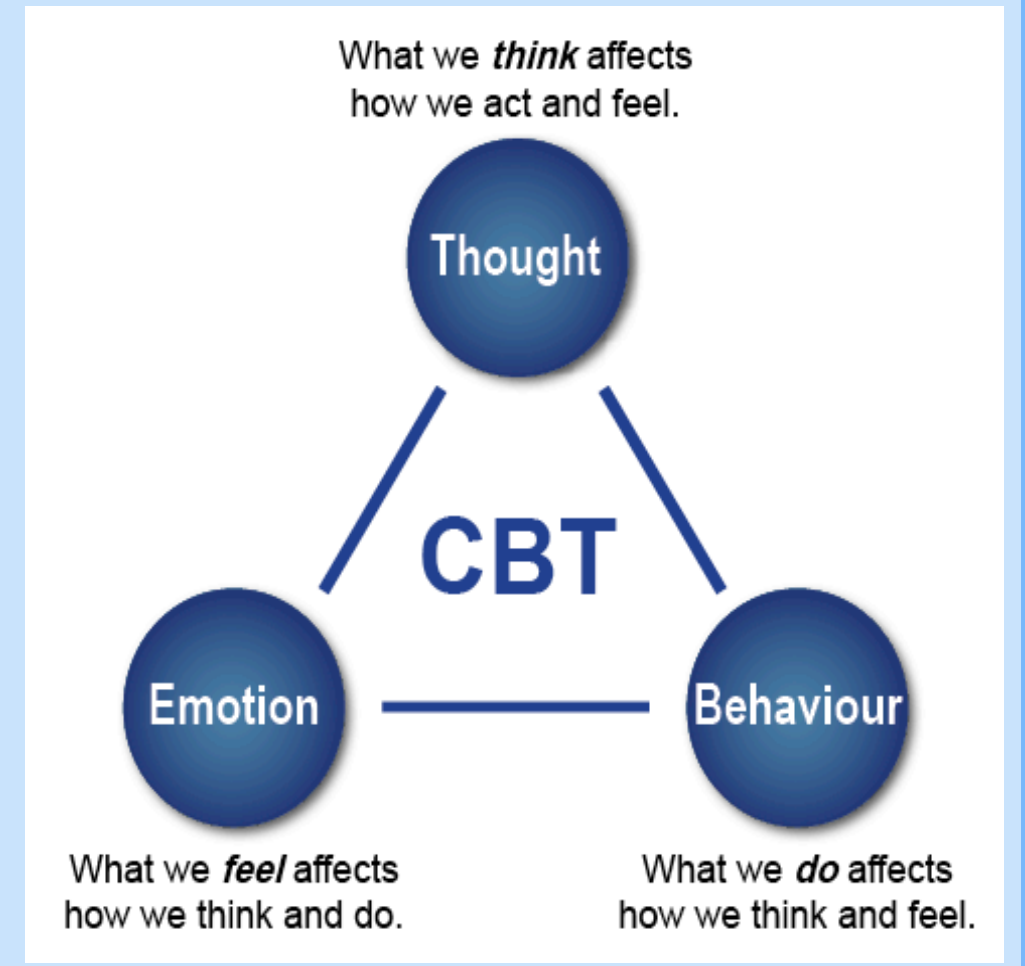 What we think affects
how we act and feel.
Thought
CBT
Emotion
Behaviour
What we feel affects
how we think and do.
What we do affects
how we think and feel.